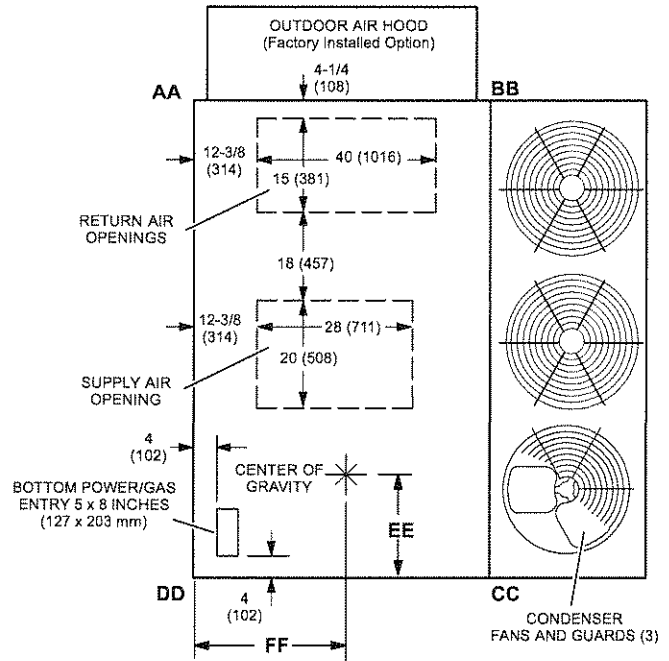 OUTDOOR AIR HOOD
(Factory Installed Option)
4-1/4
(108)
AA
BB
12-3/8
(314)
40 (1016)
15 (381)
RETURN AIR
OPENINGS
18 (457)
12-3/8
(314)
28 (711)
20 (508)
SUPPLY AIR
OPENING
4
(102)
CENTER OF
GRAVITY
BOTTOM POWER/GAS
ENTRY 5 x 8 INCHES
(127 x 203 mm)
EE
DD
4
(102)
CC
FF
CONDENSER
FANS AND GUARDS (3)